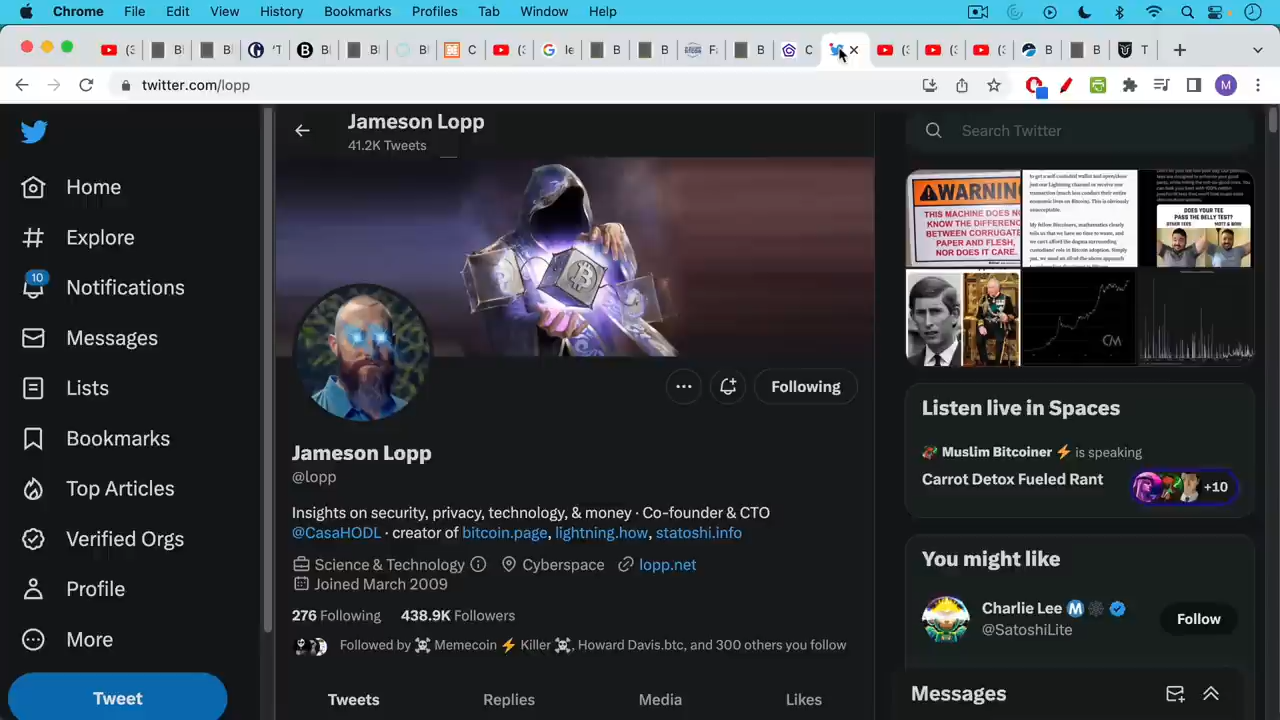 Chrome File Edit View History Bookmarks Profiles Tab Window Help
twitter.com/lopp
M
Jameson Lopp
41.2K Tweets
Search Twitter
Home
Explore
10
Notifications
Messages
Lists
Bookmarks
Top Articles
Verified Orgs
Profile
More
Tweet
Following
Jameson Lopp
@lopp
Insights on security, privacy, technology, & money · Co-founder & CTO
@CasaHODL · creator of bitcoin.page, lightning.how, statoshi.info
Science & Technology Cyberspace lopp.net
Joined March 2009
276 Following 438.9K Followers
Followed by ☠️ Memecoin ⚡ Killer ☠️, Howard Davis.btc, and 300 others you follow
Tweets Replies Media Likes
WARNING
THIS MACHINE DOES NO
KNOW THE DIFFERENC
BETWEEN CORRUGATE
PAPER AND FLESH,
NOR DOES IT CARE.
DOES YOUR TEE
PASS THE BELLY TEST?
Listen live in Spaces
Muslim Bitcoiner ⚡ is speaking
Carrot Detox Fueled Rant +10
You might like
Charlie Lee
@SatoshiLite
Follow
Messages